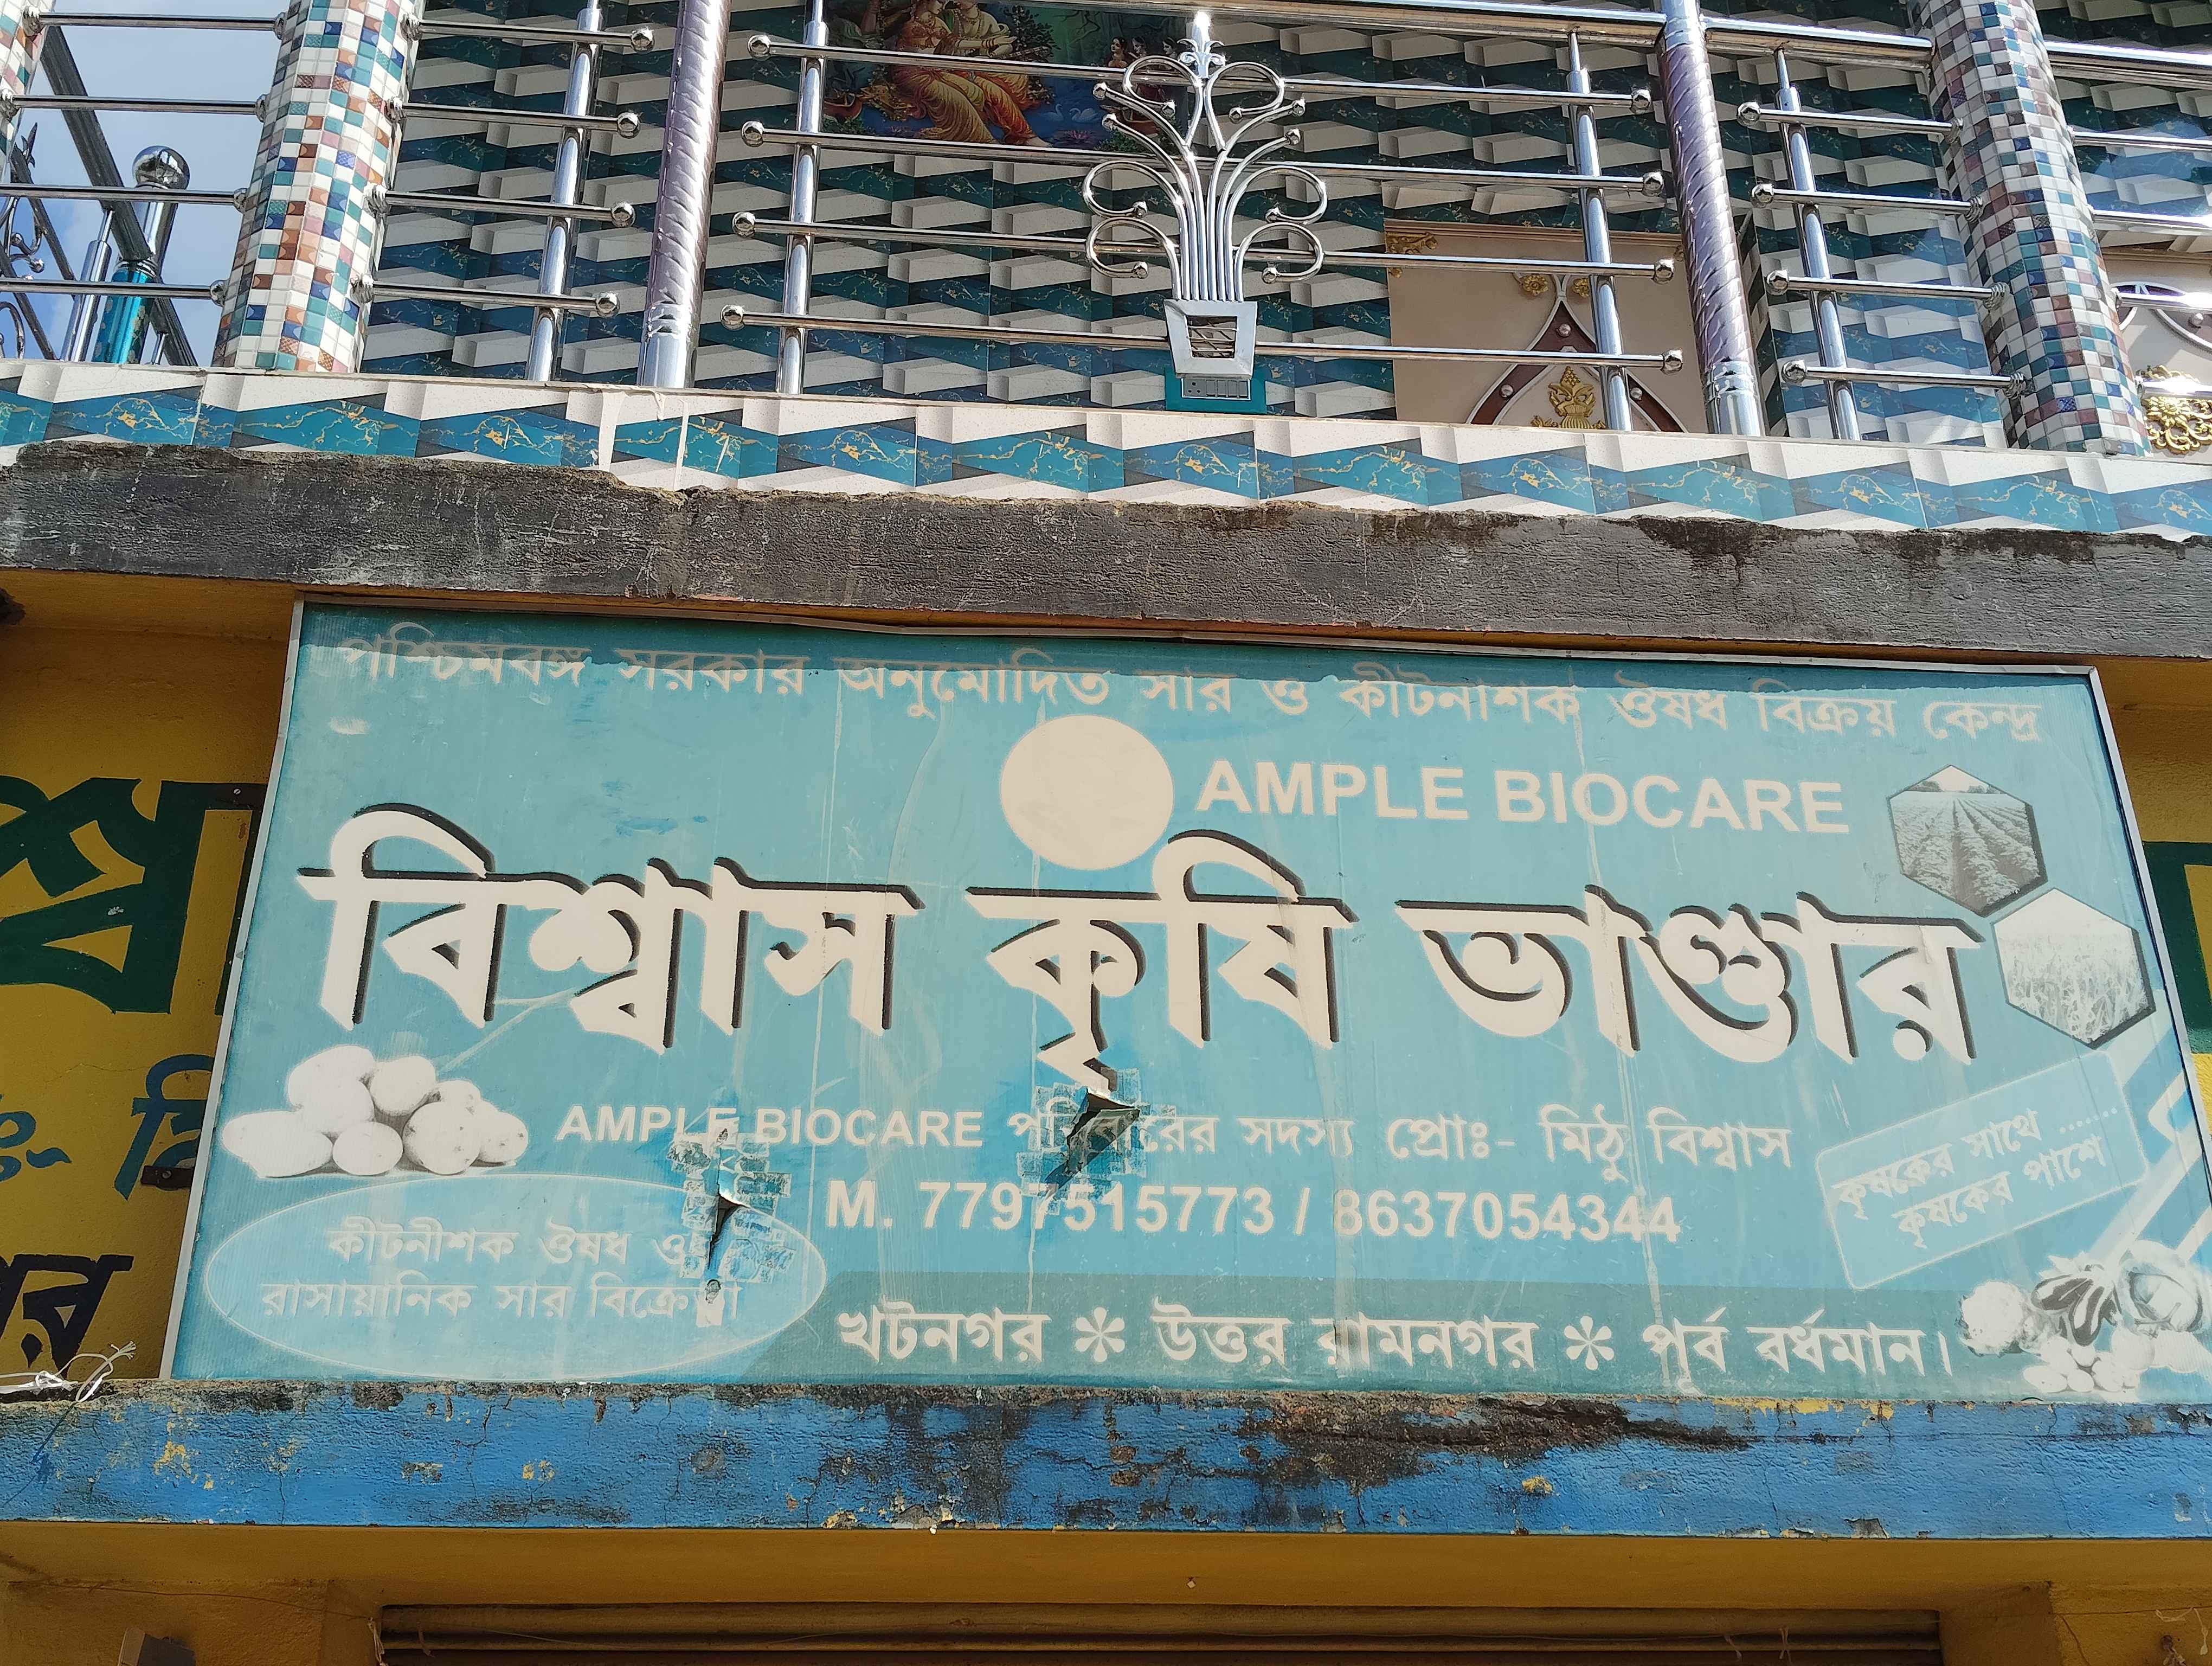 পশ্চিমবঙ্গ সরকার অনুমোদিত সার ও কীটনাশক ঔষধ বিক্রয় কেন্দ্র
AMPLE BIOCARE
বিশ্বাস কৃষি ভাণ্ডার
AMPLE BIOCARE পরিবারের সদস্য প্রোঃ- মিঠু বিশ্বাস
M. 7797515773 / 8637054344
কৃষকের সাথে ......
কৃষকের পাশে
কীটনীশক ঔষধ ও
রাসায়ানিক সার বিক্রেতা
খটনগর * উত্তর রামনগর * পূর্ব বর্ধমান।